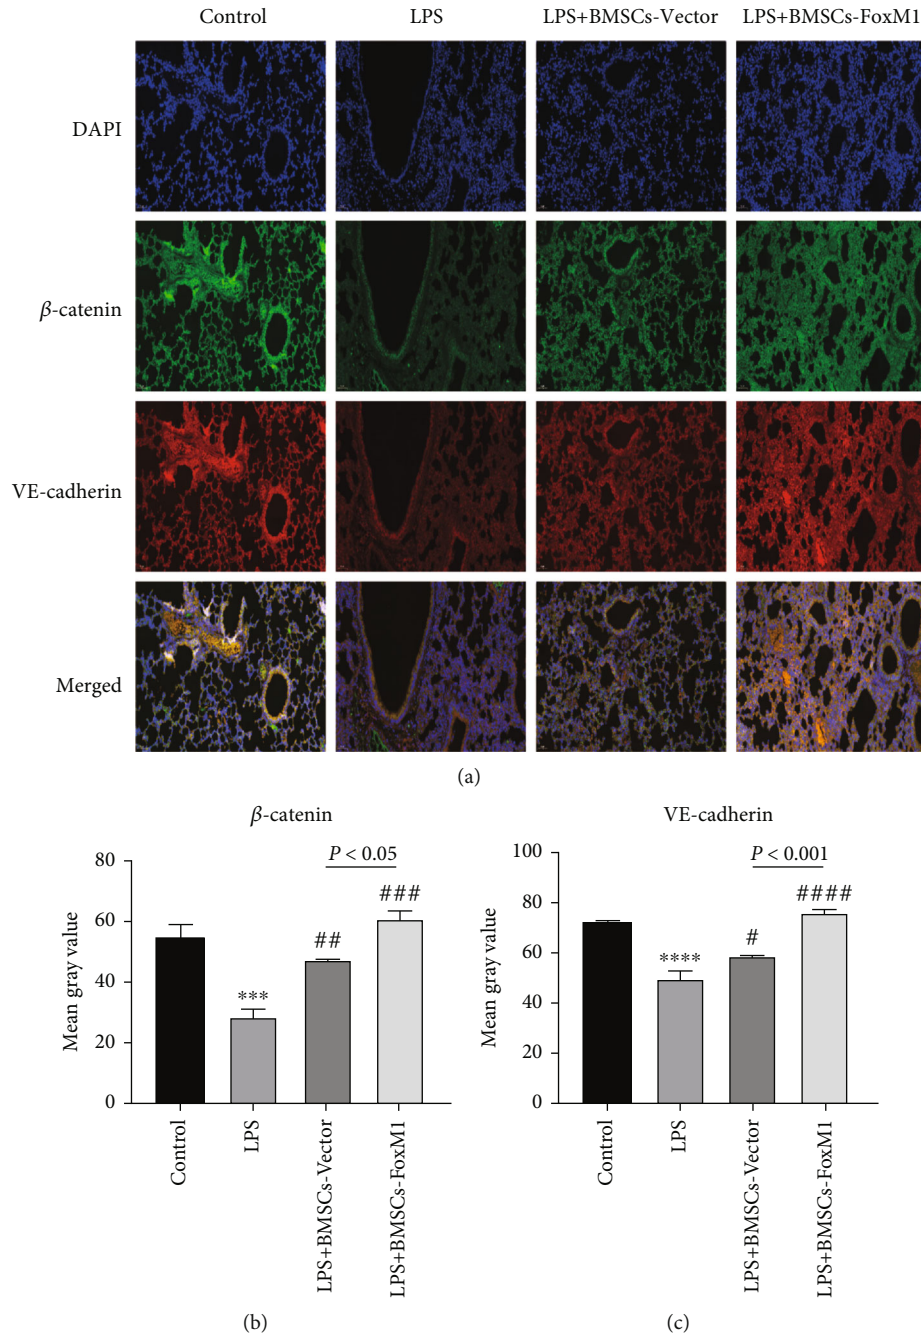 Control LPS LPS+BMSCs-Vector LPS+BMSCs-FoxM1
DAPI
β-catenin
VE-cadherin
Merged
(a)
β-catenin
Mean gray value
80
60
40
20
0
***
##
###
P < 0.05
Control
LPS
LPS+BMSCs-Vector
LPS+BMSCs-FoxM1
(b)
VE-cadherin
Mean gray value
100
80
60
40
20
0
****
#
####
P < 0.001
Control
LPS
LPS+BMSCs-Vector
LPS+BMSCs-FoxM1
(c)